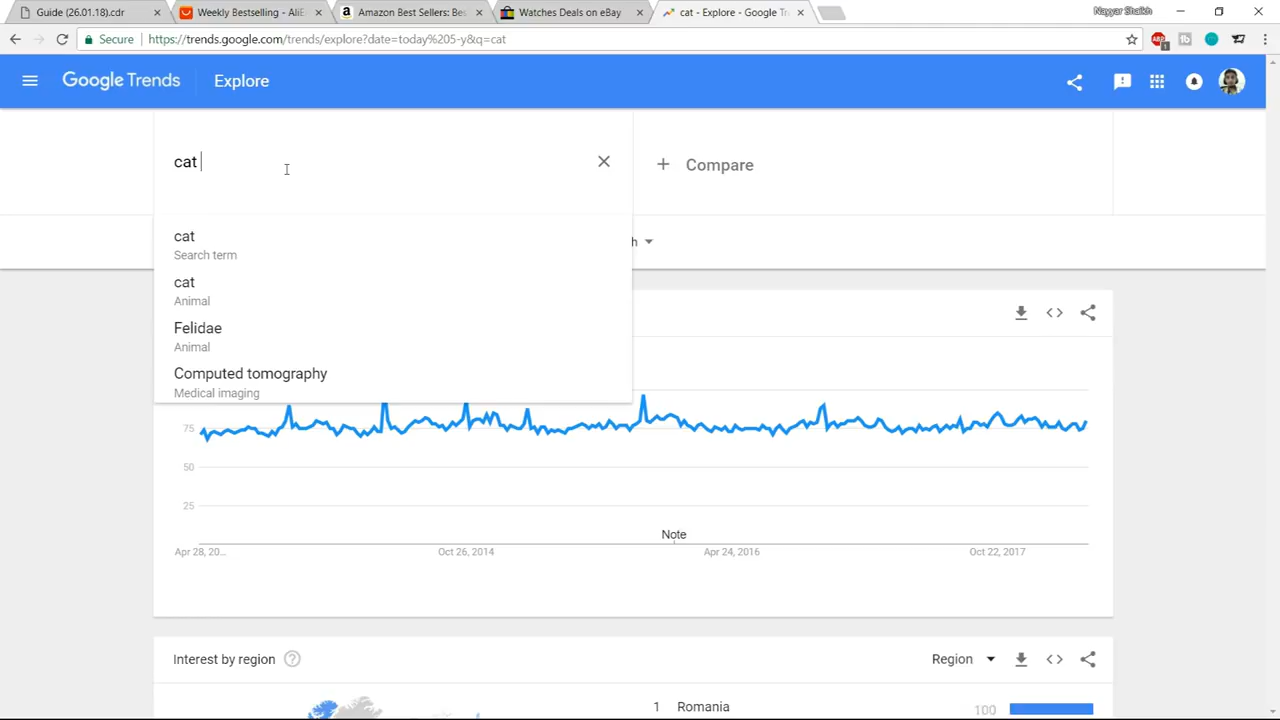 Guide (26.01.18).cdr
Weekly Bestselling - AliE
Amazon Best Sellers: Be
Watches Deals on eBay
cat - Explore - Google Tr
Nayyar Shaikh
Secure
https://trends.google.com/trends/explore?date=today%205-y&q=cat
Google Trends
Explore
cat
+ Compare
cat
Search term
cat
Animal
Felidae
Animal
Computed tomography
Medical imaging
h
75
50
25
Note
Apr 28, 20...
Oct 26, 2014
Apr 24, 2016
Oct 22, 2017
Interest by region
Region
1 Romania
100